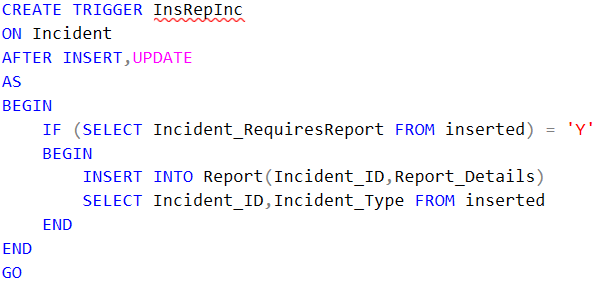 CREATE TRIGGER InsRepInc
ON Incident
AFTER INSERT,UPDATE
AS
BEGIN
    IF (SELECT Incident_RequiresReport FROM inserted) = 'Y'
    BEGIN
        INSERT INTO Report(Incident_ID,Report_Details)
        SELECT Incident_ID,Incident_Type FROM inserted
    END
END
GO